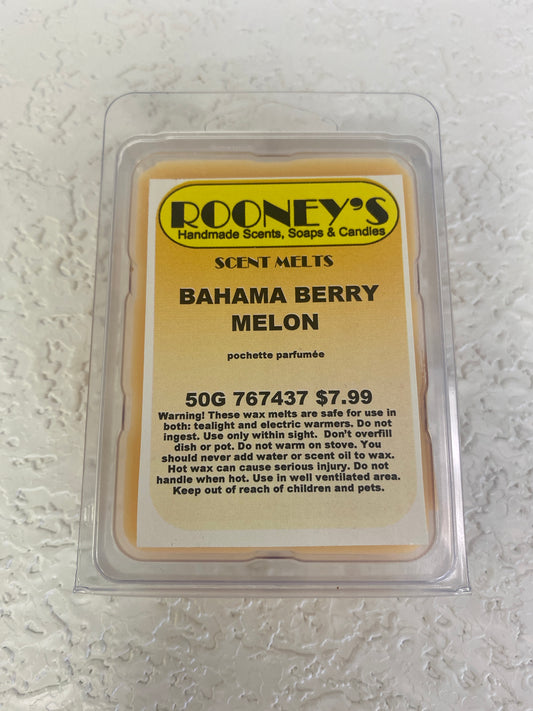 ROONEY'S
Handmade Scents, Soaps & Candles
SCENT MELTS
BAHAMA BERRY
MELON
pochette parfumée
50G 767437 $7.99
Warning! These wax melts are safe for use in
both: tealight and electric warmers. Do not
ingest. Use only within sight. Don't overfill
dish or pot. Do not warm on stove. You
should never add water or scent oil to wax.
Hot wax can cause serious injury. Do not
handle when hot. Use in well ventilated area.
Keep out of reach of children and pets.